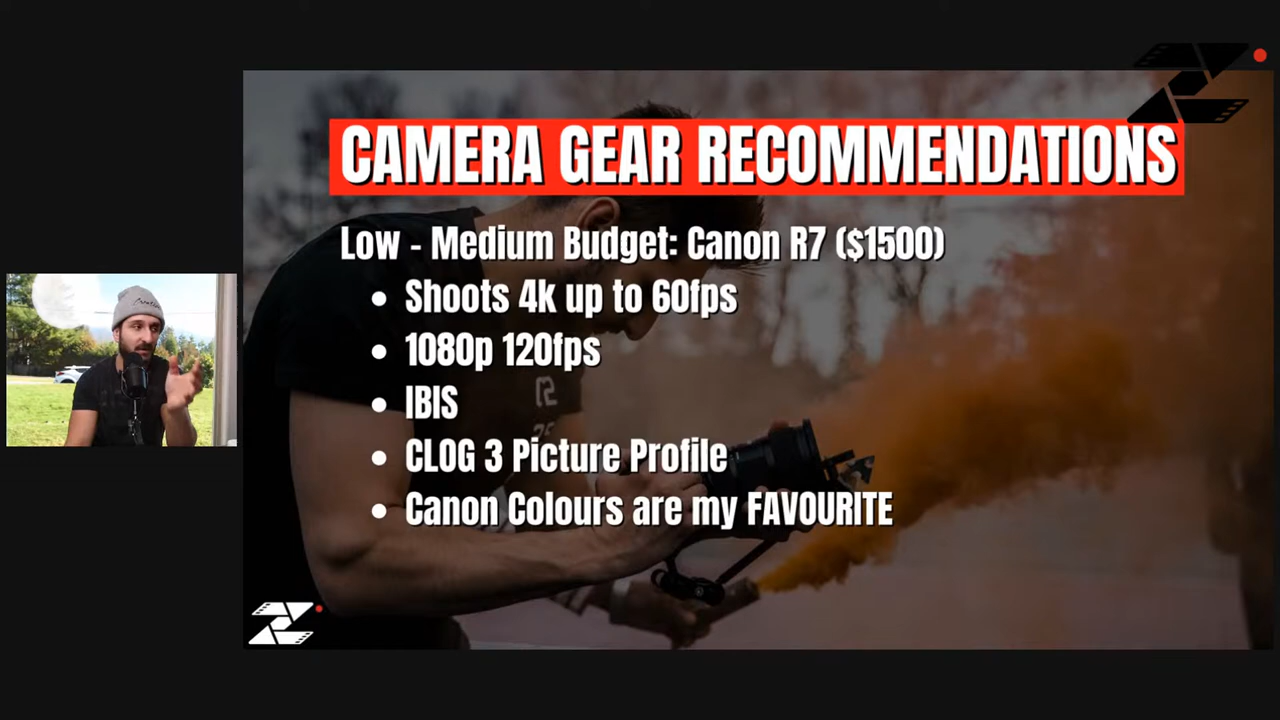 CAMERA GEAR RECOMMENDATIONS
Low - Medium Budget: Canon R7 ($1500)
• Shoots 4k up to 60fps
• 1080p 120fps
• IBIS
• CLOG 3 Picture Profile
• Canon Colours are my FAVOURITE